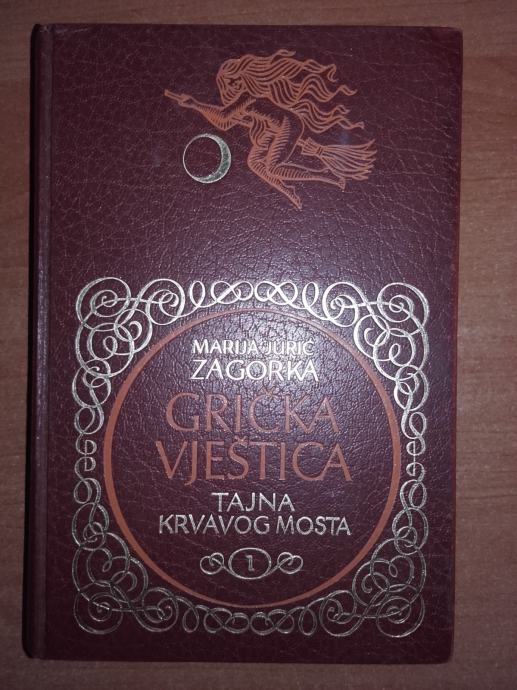 MARIJA JURIĆ
ZAGORKA
GRIČKA
VJEŠTICA
TAJNA
KRVAVOG MOSTA
1